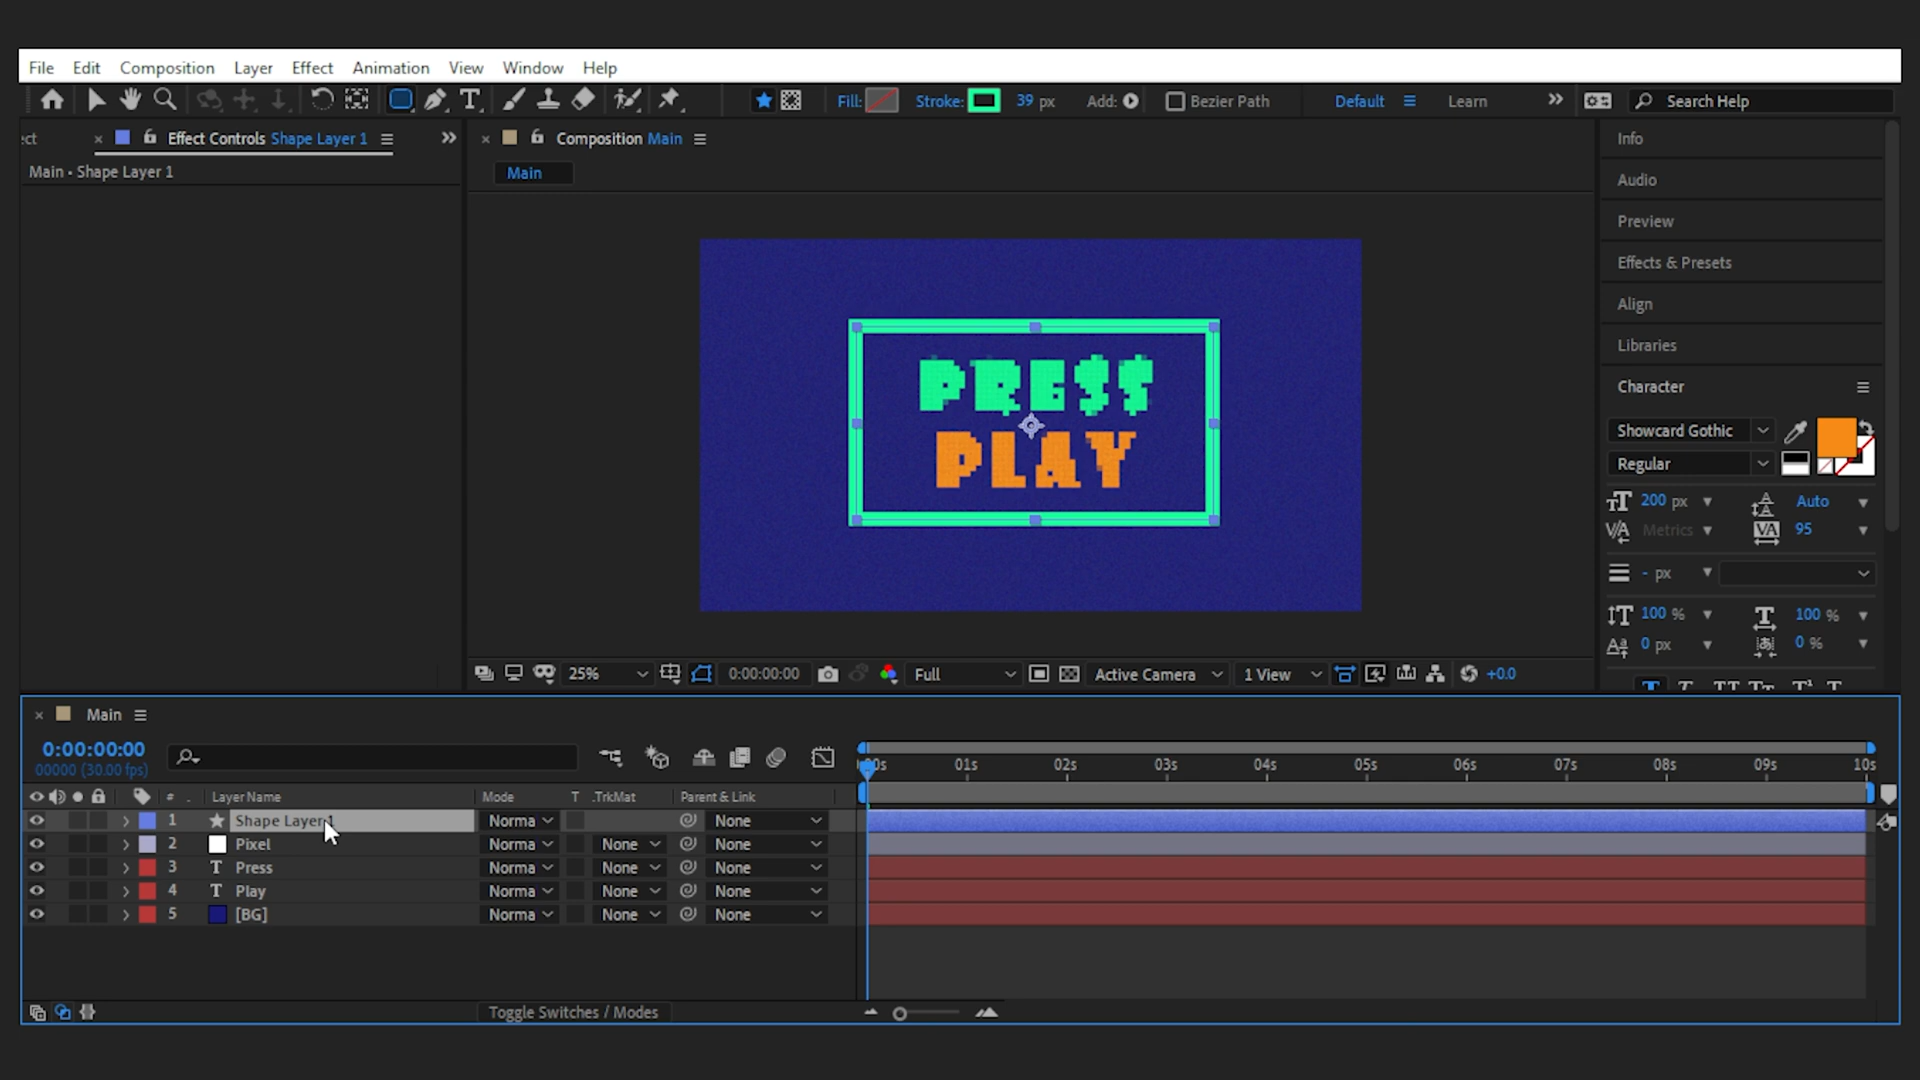 File Edit Composition Layer Effect Animation View Window Help
Fill: Stroke: 39 px Add: Bezier Path Default Learn Search Help
ect Effect Controls Shape Layer 1 Composition Main
Main • Shape Layer 1
Main
PRESS
PLAY
Info
Audio
Preview
Effects & Presets
Align
Libraries
Character
Showcard Gothic
Regular
200 px Auto
Metrics 95
- px
100 % 100 %
0 px 0 %
25% 0:00:00:00 Full Active Camera 1 View +0.0
Main
0:00:00:00
00000 (30.00 fps)
:00s 01s 02s 03s 04s 05s 06s 07s 08s 09s 10s
# . Layer Name Mode T .TrkMat Parent & Link
1 Shape Layer 1 Norma None
2 Pixel Norma None None
3 Press Norma None None
4 Play Norma None None
5 [BG] Norma None None
Toggle Switches / Modes